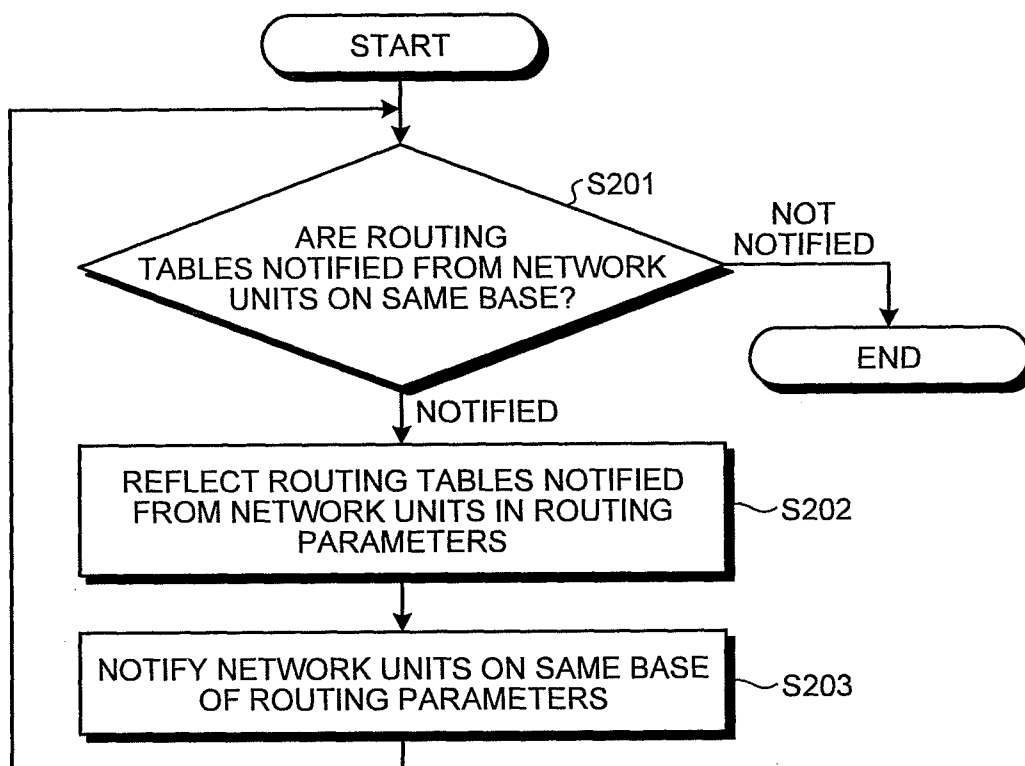 START
S201
ARE ROUTING
TABLES NOTIFIED FROM NETWORK
UNITS ON SAME BASE?
NOT
NOTIFIED
END
NOTIFIED
REFLECT ROUTING TABLES NOTIFIED
FROM NETWORK UNITS IN ROUTING
PARAMETERS
S202
NOTIFY NETWORK UNITS ON SAME BASE
OF ROUTING PARAMETERS
S203